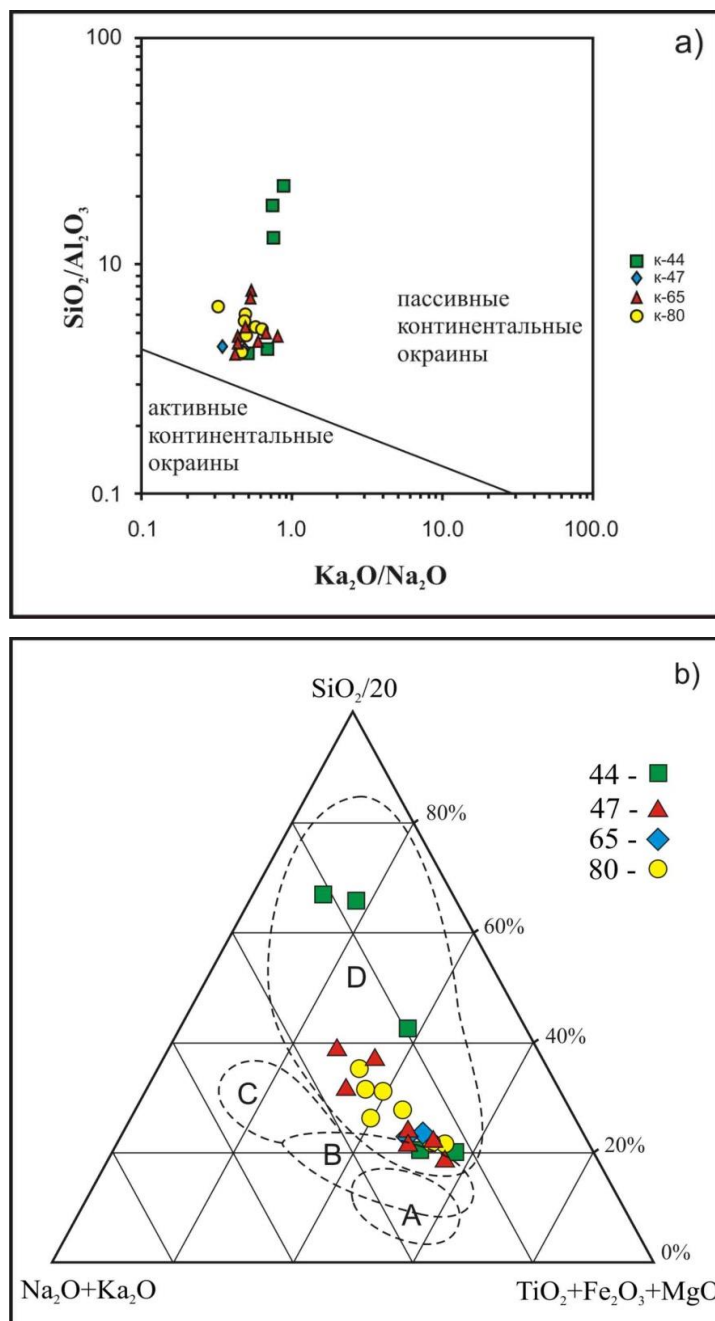 a)
100
10
0.1
SiO₂/Al₂O₃
пассивные
континентальные
окраины
активные
континентальные
окраины
0.1 1.0 10.0 100.0
Ka₂O/Na₂O
к-44
к-47
к-65
к-80
b)
SiO₂/20
44 -
47 -
65 -
80 -
80%
60%
40%
20%
0%
D
C
B
A
Na₂O+Ka₂O
TiO₂+Fe₂O₃+MgO